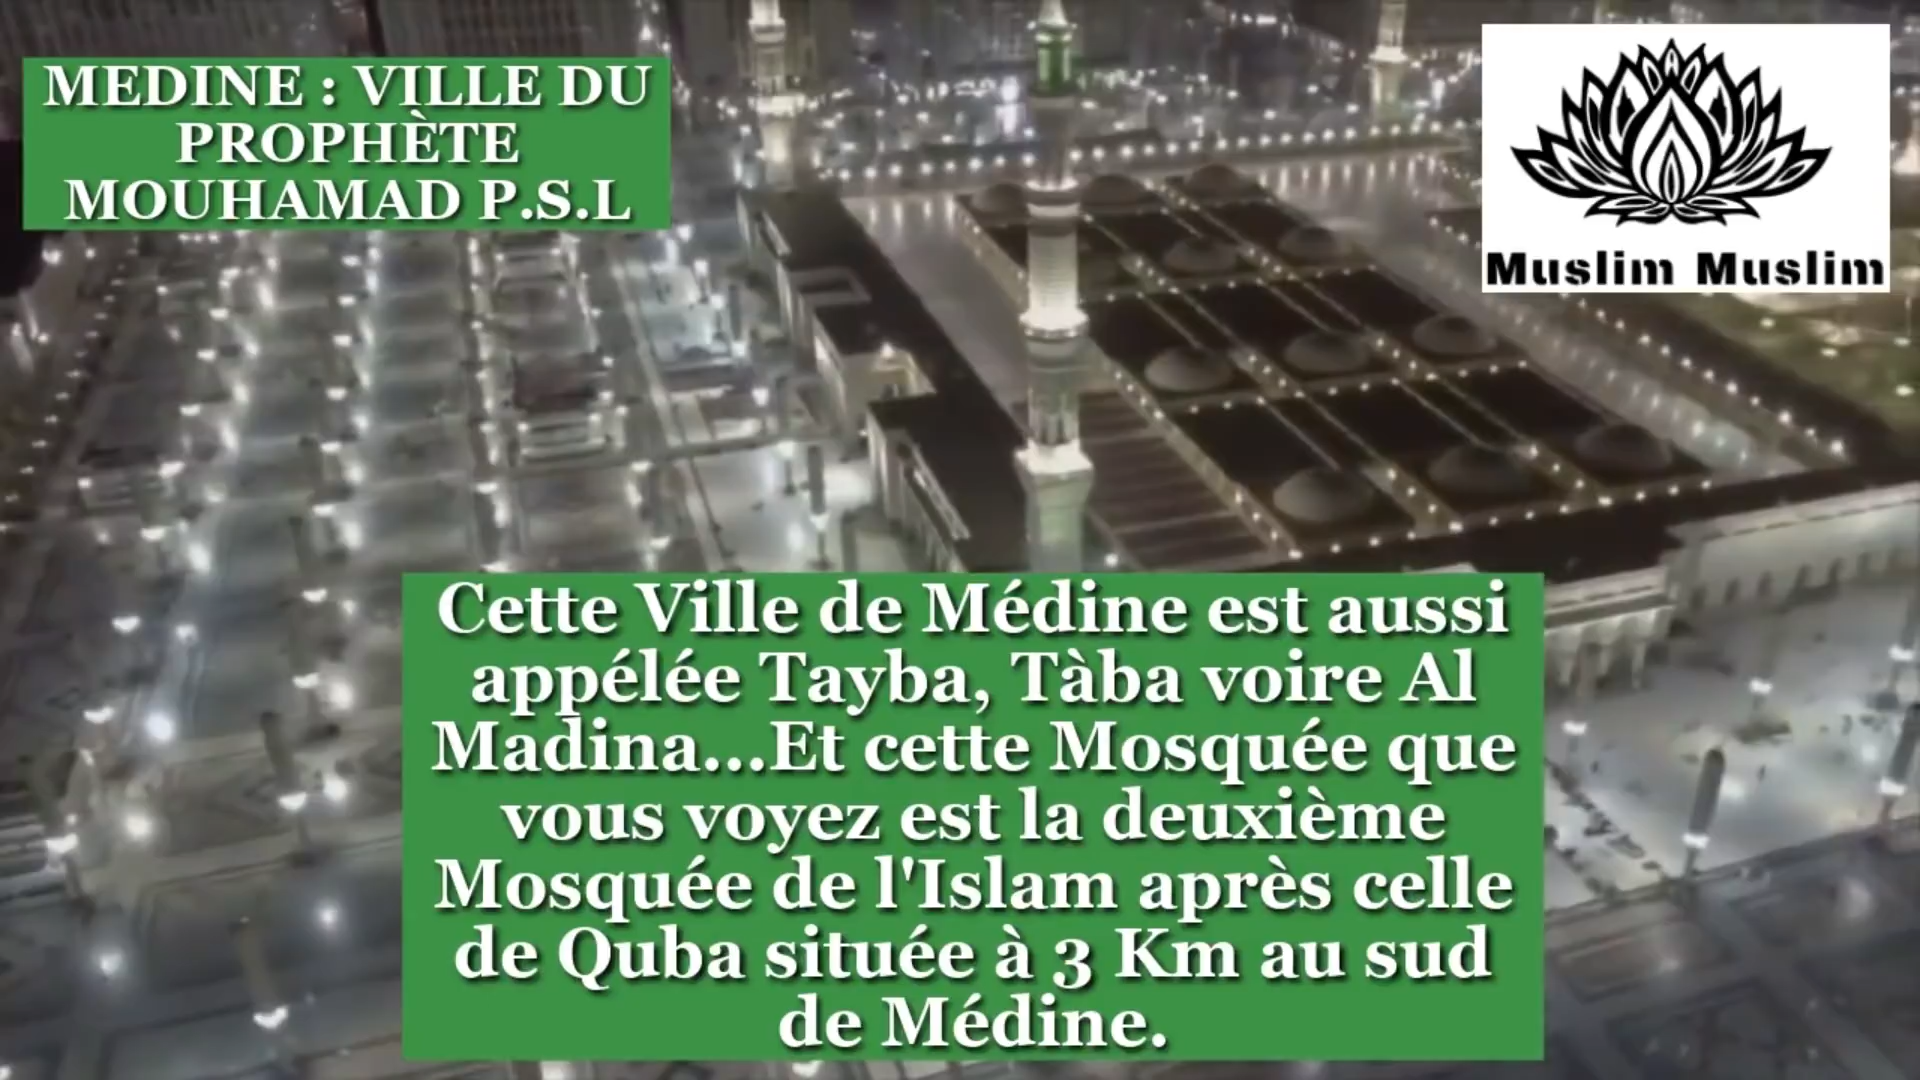 MEDINE : VILLE DU
PROPHÈTE
MOUHAMAD P.S.L
Muslim Muslim
Cette Ville de Médine est aussi
appélée Tayba, Tàba voire Al
Madina...Et cette Mosquée que
vous voyez est la deuxième
Mosquée de l'Islam après celle
de Quba située à 3 Km au sud
de Médine.